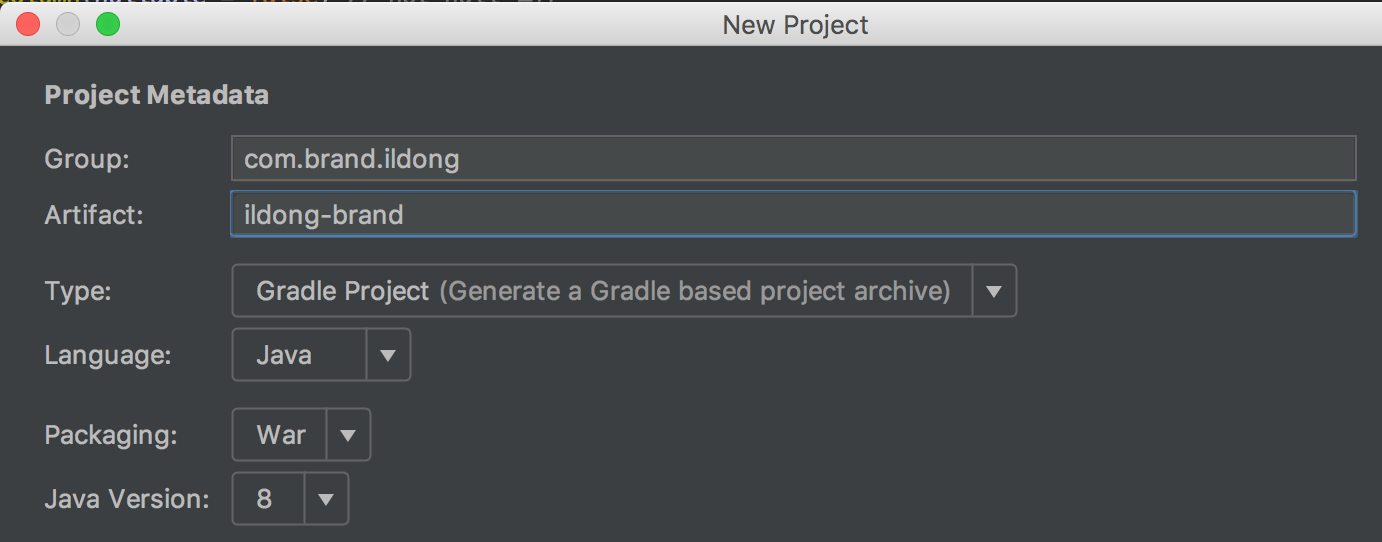 New Project
Project Metadata
Group: com.brand.ildong
Artifact: ildong-brand
Type: Gradle Project (Generate a Gradle based project archive)
Language: Java
Packaging: War
Java Version: 8